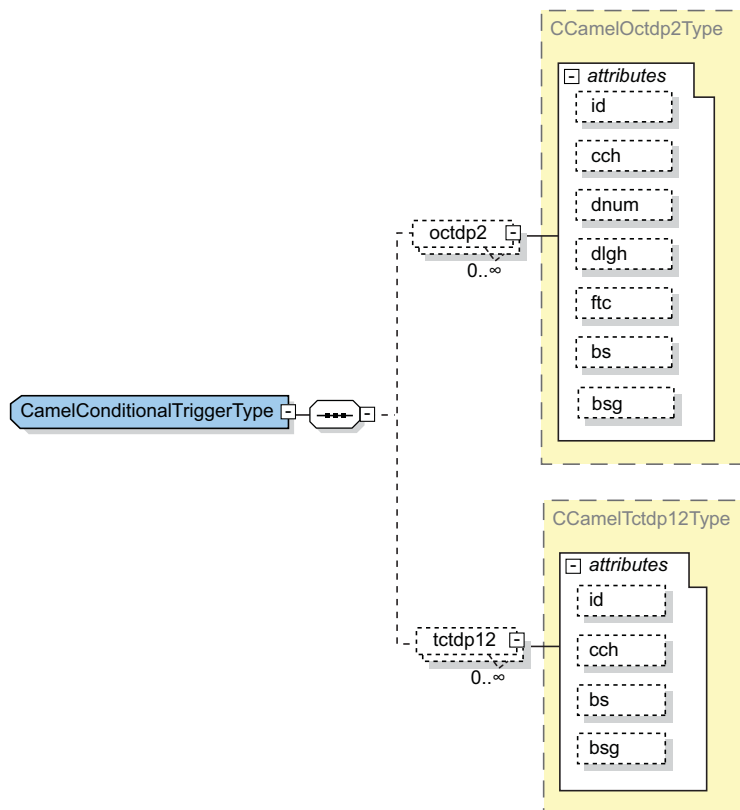 CCamelOctdp2Type
attributes
id
cch
dnum
dlgh
ftc
bs
bsg
octdp2
0..∞
CamelConditionalTriggerType
CCamelTctdp12Type
attributes
id
cch
bs
bsg
tctdp12
0..∞